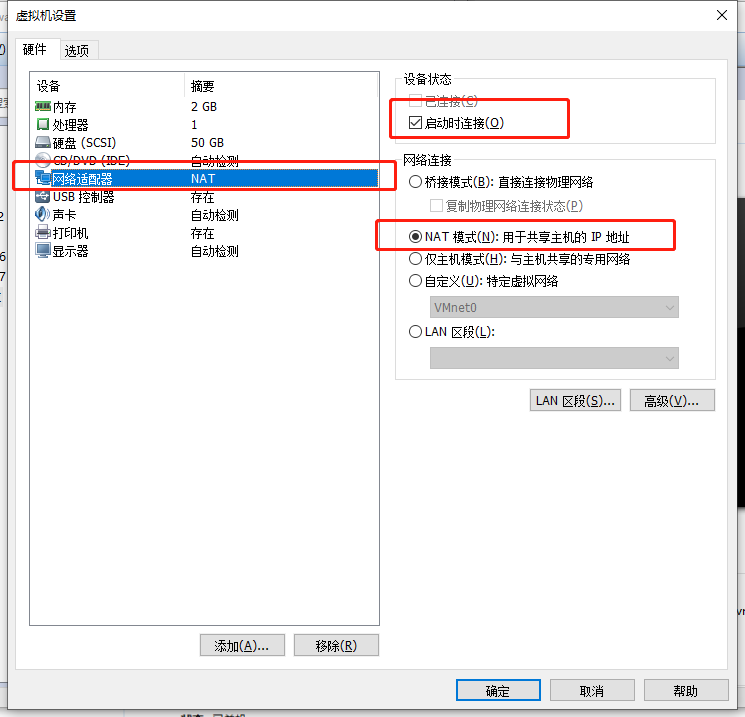 虚拟机设置
硬件 选项
设备 摘要
内存 2 GB
处理器 1
硬盘 (SCSI) 50 GB
CD/DVD (IDE) 自动检测
网络适配器 NAT
USB 控制器 存在
声卡 自动检测
打印机 存在
显示器 自动检测
添加(A)... 移除(R)
设备状态
已连接(C)
启动时连接(O)
网络连接
桥接模式(B): 直接连接物理网络
复制物理网络连接状态(P)
NAT 模式(N): 用于共享主机的 IP 地址
仅主机模式(H): 与主机共享的专用网络
自定义(U): 特定虚拟网络
VMnet0
LAN 区段(L):
LAN 区段(S)... 高级(V)...
确定 取消 帮助